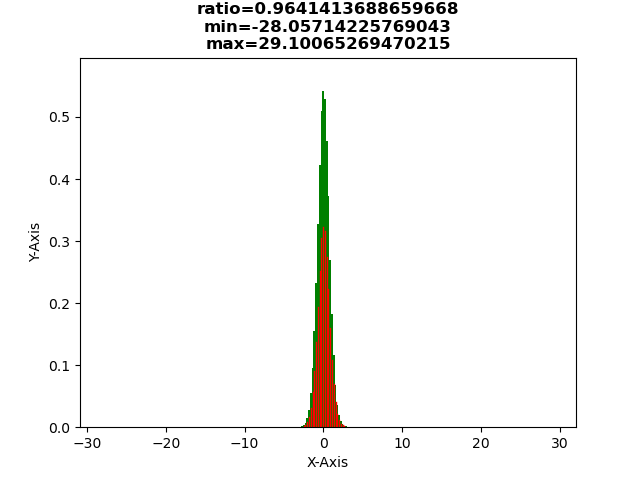 ratio=0.9641413688659668
min=-28.05714225769043
max=29.10065269470215
Y-Axis
0.5
0.4
0.3
0.2
0.1
0.0
−30 −20 −10 0 10 20 30
X-Axis